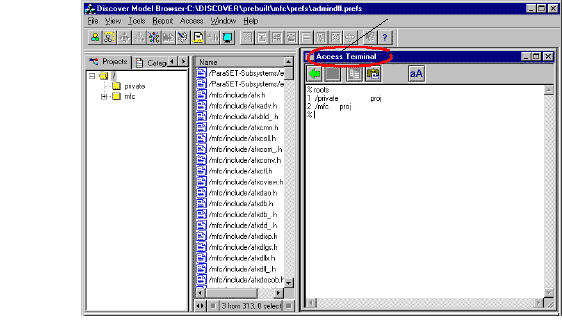 Discover Model Browser-C:\DISCOVER\prebuilt\mfc\prefs\admindll.prefs
File View Tools Report Access Window Help
Projects Categ
/
private
mfc
Name
/ParaSET-Subsystems/e
/ParaSET-Subsystems/e
/mfc/include/afx.h
/mfc/include/afxadv.h
/mfc/include/afxbld_.h
/mfc/include/afxcmn.h
/mfc/include/afxcoll.h
/mfc/include/afxcom_.h
/mfc/include/afxconv.h
/mfc/include/afxctl.h
/mfc/include/afxcview.h
/mfc/include/afxdao.h
/mfc/include/afxdb.h
/mfc/include/afxdb_.h
/mfc/include/afxdd_.h
/mfc/include/afxdisp.h
/mfc/include/afxdlgs.h
/mfc/include/afxdllx.h
/mfc/include/afxdll_.h
/mfc/include/afxdocob.h
3 from 313, 0 select
Access Terminal
aA
% roots
1 /private proj
2 /mfc proj
%